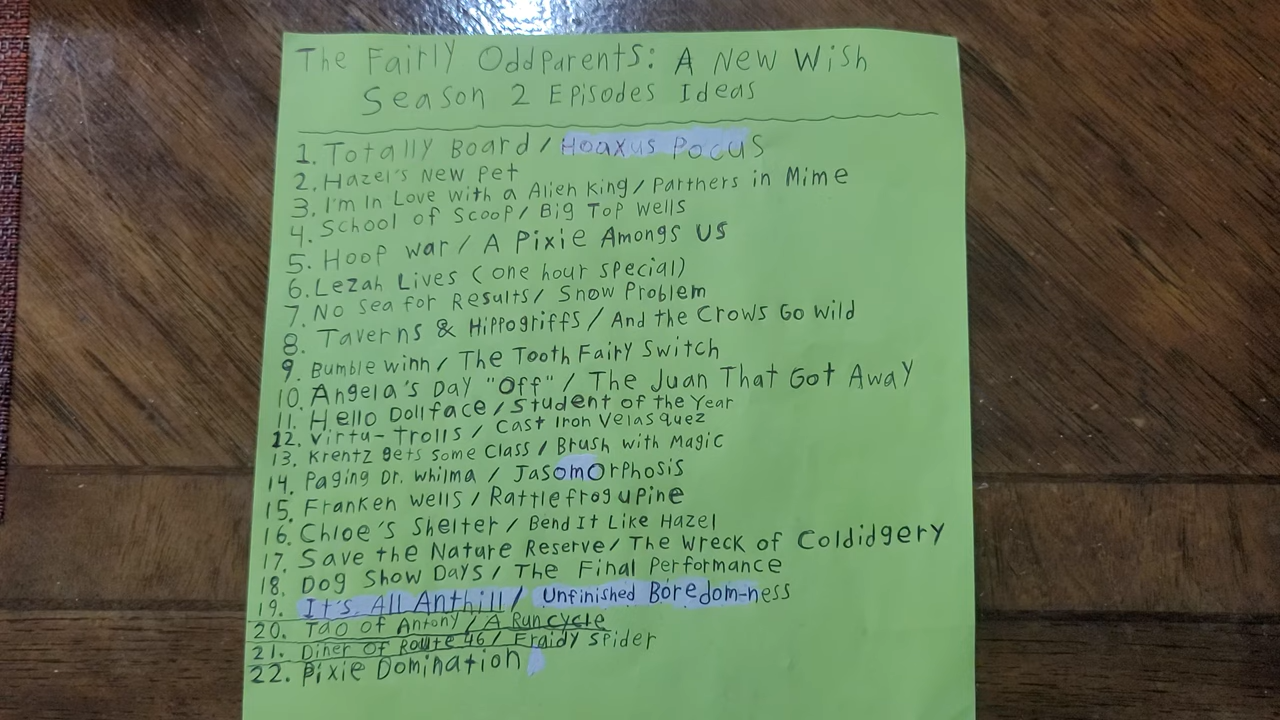 The Fairly OddParents: A New Wish
Season 2 Episodes Ideas
1. Totally Board / Hoaxus Pocus
2. Hazel's New Pet
3. I'm In Love with a Alien King / Partners in Mime
4. School of Scoop / Big Top Wells
5. Hoof war / A Pixie Amongs US
6. Lezah Lives (one hour special)
7. No Sea for Results / Snow Problem
8. Taverns & Hippogriffs / And the Crows Go Wild
9. Bumble winn / The Tooth Fairy Switch
10. Angela's Day "Off" / The Juan That Got Away
11. Hello Dollface / Student of the Year
12. Virtu-Trolls / Cast Iron Velasquez
13. Krentz gets Some Class / Brush with Magic
14. Paging Dr. Whilma / Jasomorphosis
15. Franken Wells / Rattlefrogupine
16. Chloe's Shelter / Bend It Like Hazel
17. Save the Nature Reserve / The Wreck of Coldidgery
18. Dog Show Days / The Final Performance
19. It's All Anthill / Unfinished Boredom-ness
20. Tao of Antony / A Run cycle
21. Diner Of Route 46 / Fraidy Spider
22. Pixie Domination